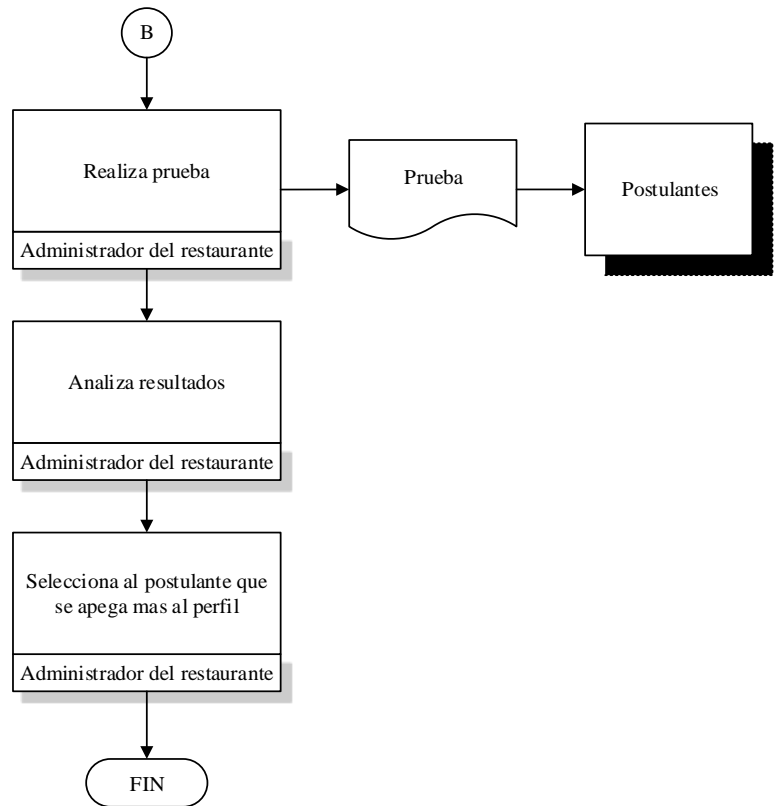 B
Realiza prueba
Administrador del restaurante
Prueba
Postulantes
Analiza resultados
Administrador del restaurante
Selecciona al postulante que
se apega mas al perfil
Administrador del restaurante
FIN